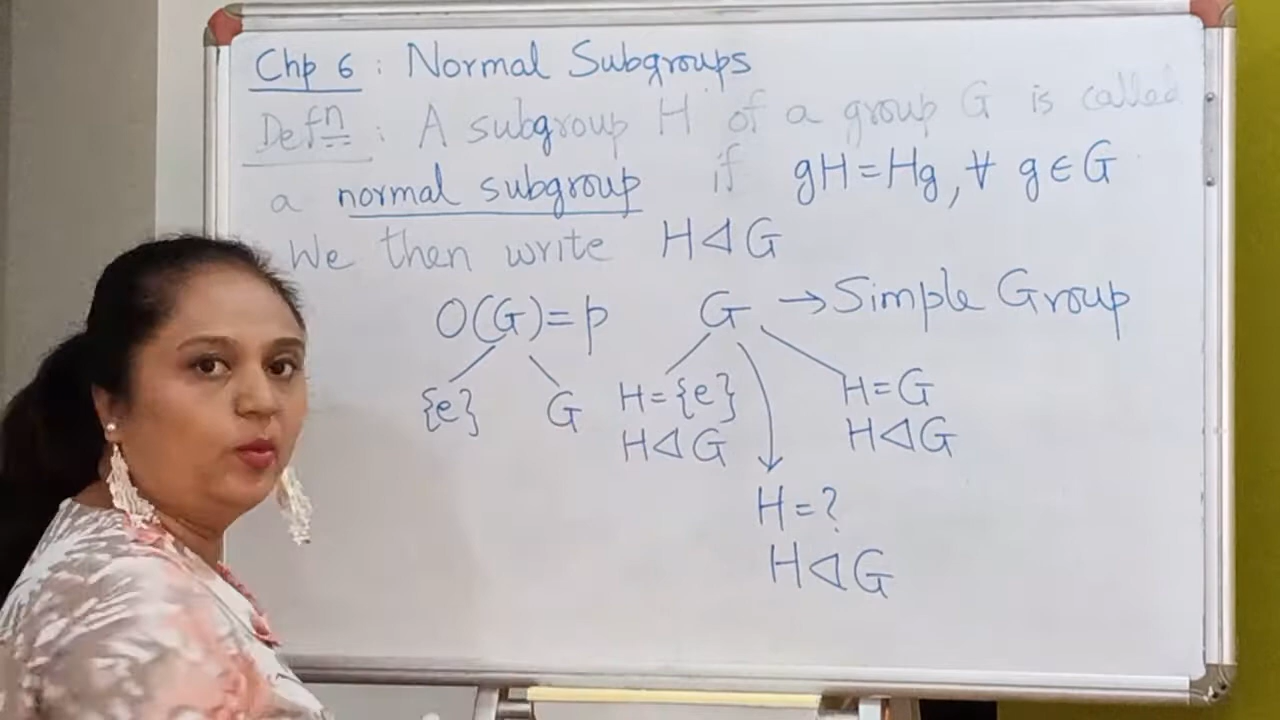 Chp 6 : Normal Subgroups
Defn : A subgroup H of a group G is called
a normal subgroup if gH=Hg, ∀ g∈G
We then write H⊲G
O(G)=p G →Simple Group
{e} G H={e} H=G
H⊲G H⊲G
H=?
H⊲G